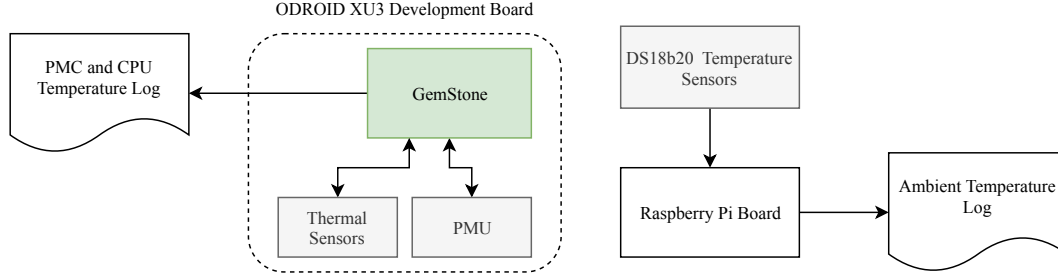 ODROID XU3 Development Board
PMC and CPU
Temperature Log
GemStone
Thermal
Sensors
PMU
DS18b20 Temperature
Sensors
Raspberry Pi Board
Ambient Temperature
Log